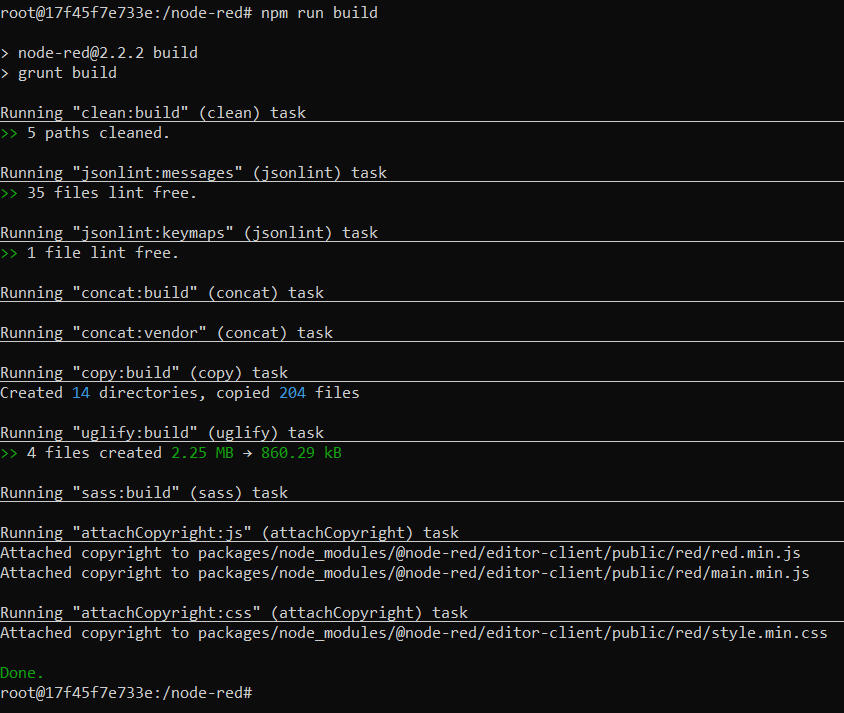 root@17f45f7e733e:/node-red# npm run build
> node-red@2.2.2 build
> grunt build
Running "clean:build" (clean) task
>> 5 paths cleaned.
Running "jsonlint:messages" (jsonlint) task
>> 35 files lint free.
Running "jsonlint:keymaps" (jsonlint) task
>> 1 file lint free.
Running "concat:build" (concat) task
Running "concat:vendor" (concat) task
Running "copy:build" (copy) task
Created 14 directories, copied 204 files
Running "uglify:build" (uglify) task
>> 4 files created 2.25 MB → 860.29 kB
Running "sass:build" (sass) task
Running "attachCopyright:js" (attachCopyright) task
Attached copyright to packages/node_modules/@node-red/editor-client/public/red/red.min.js
Attached copyright to packages/node_modules/@node-red/editor-client/public/red/main.min.js
Running "attachCopyright:css" (attachCopyright) task
Attached copyright to packages/node_modules/@node-red/editor-client/public/red/style.min.css
Done.
root@17f45f7e733e:/node-red#